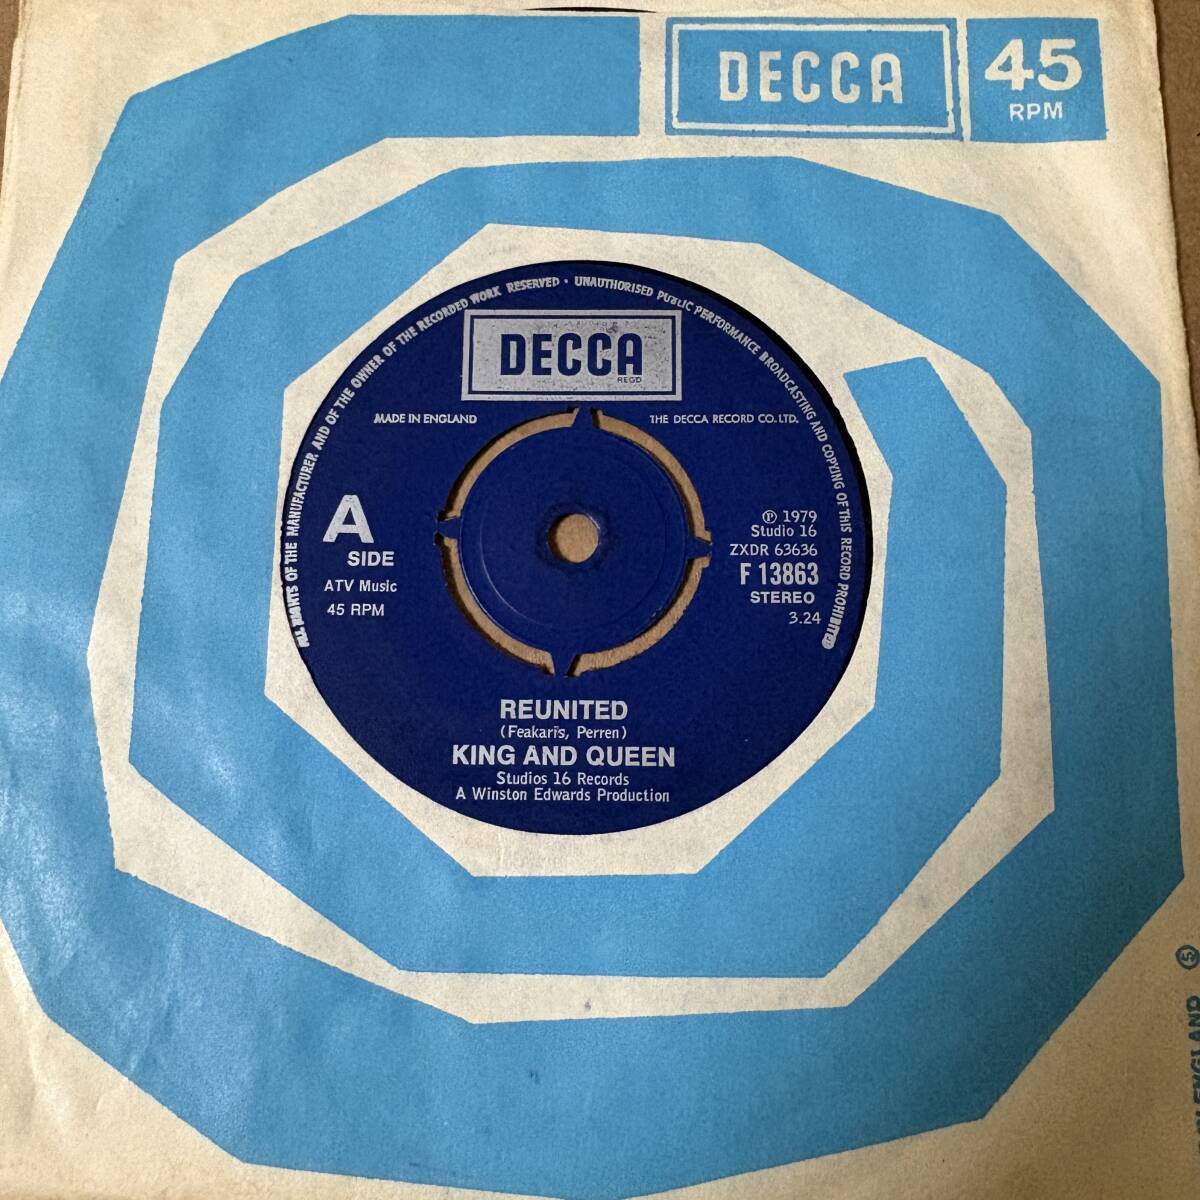 DECCA
45
RPM
ALL RIGHTS OF THE MANUFACTURER AND OF THE OWNER OF THE RECORDED WORK RESERVED · UNAUTHORISED PUBLIC PERFORMANCE BROADCASTING AND COPYING OF THIS RECORD PROHIBITED
DECCA
REGD
MADE IN ENGLAND
THE DECCA RECORD CO. LTD.
A
SIDE
ATV Music
45 RPM
℗ 1979
Studio 16
ZXDR 63636
F 13863
STEREO
3.24
REUNITED
(Feakaris, Perren)
KING AND QUEEN
Studios 16 Records
A Winston Edwards Production
ENGLAND
5